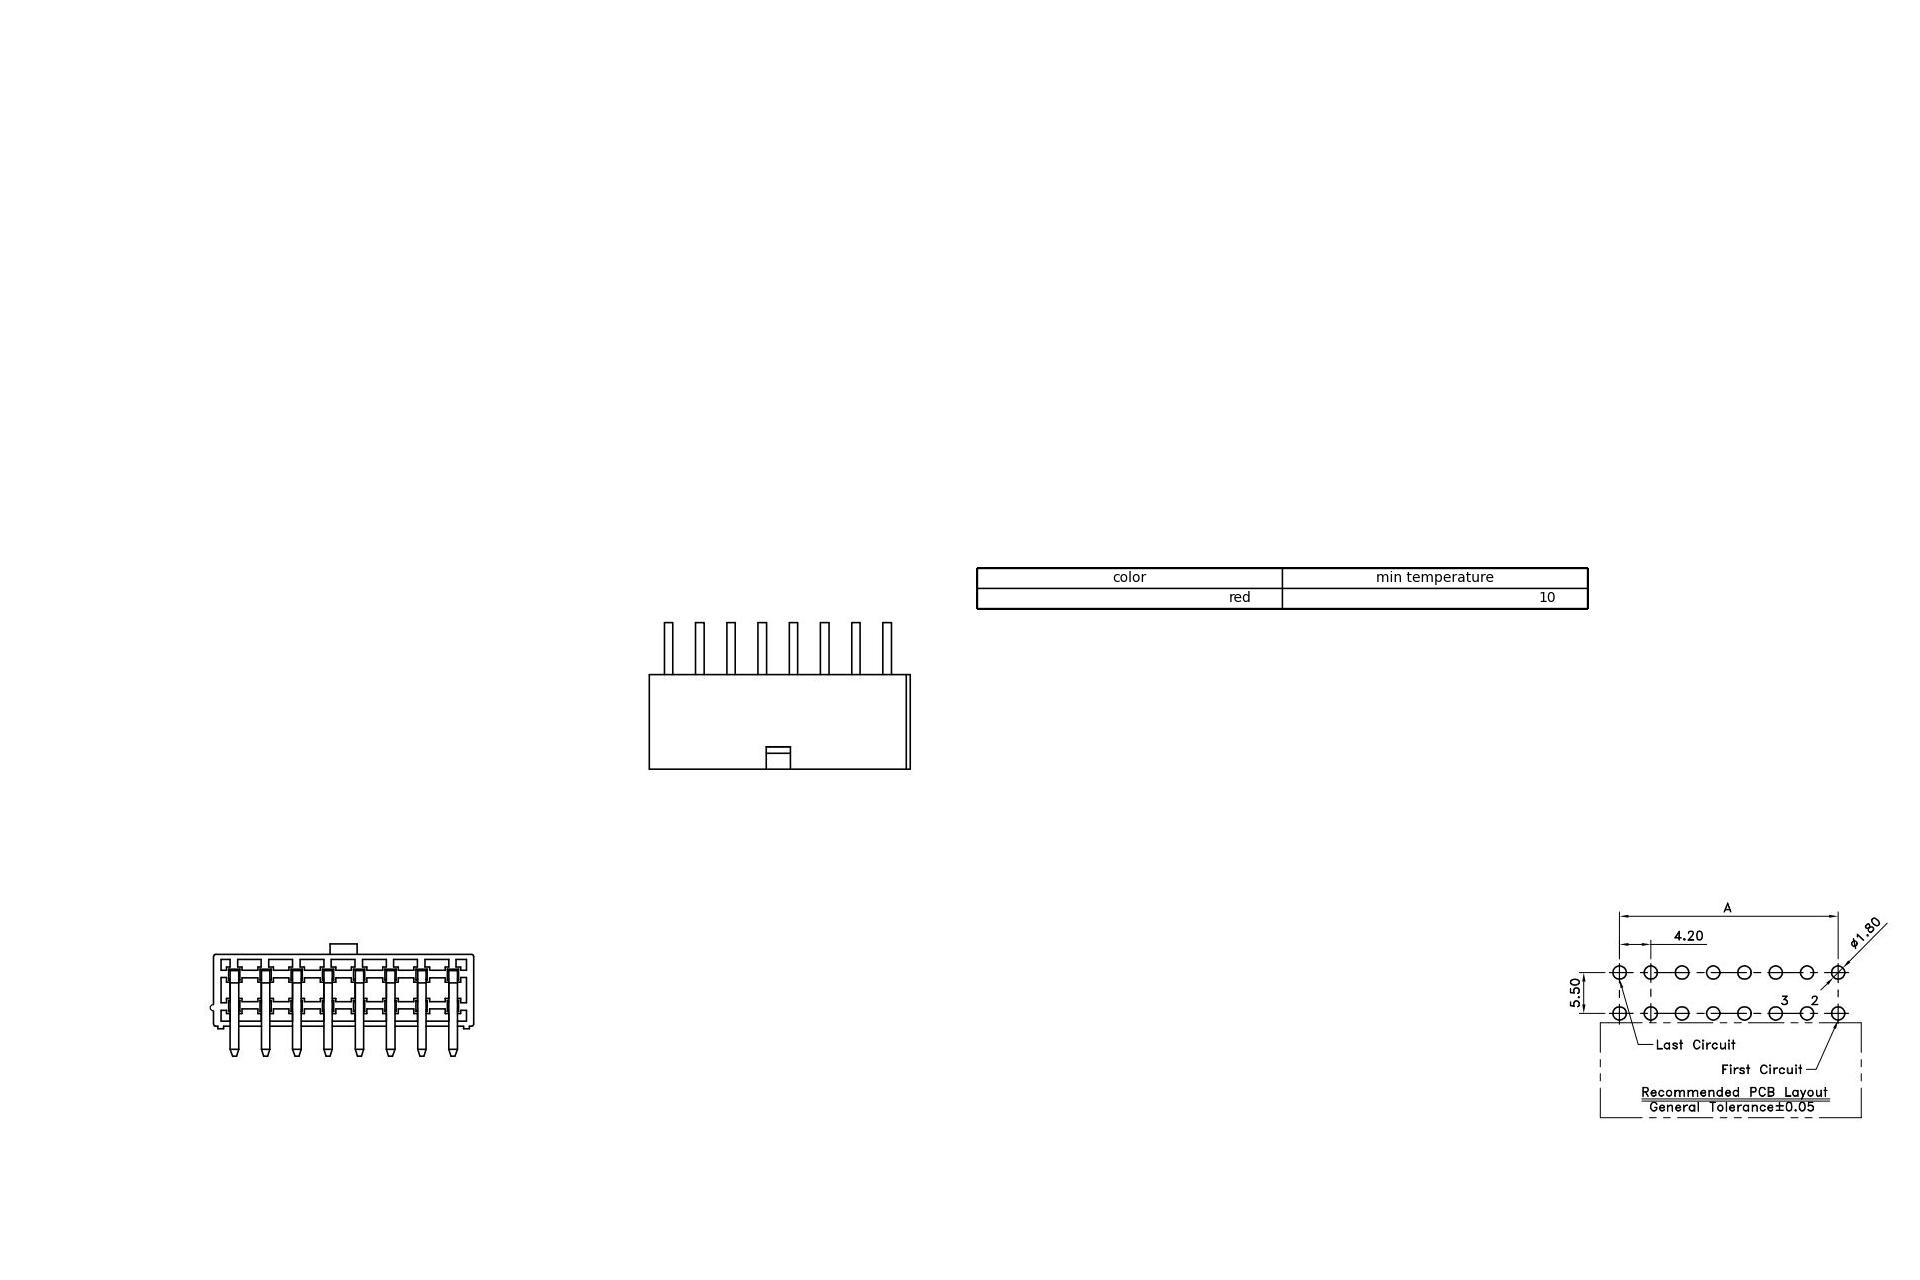 color min temperature
red 10
A
4.20
ø1.80
5.50
3 2
Last Circuit
First Circuit
Recommended PCB Layout
General Tolerance±0.05